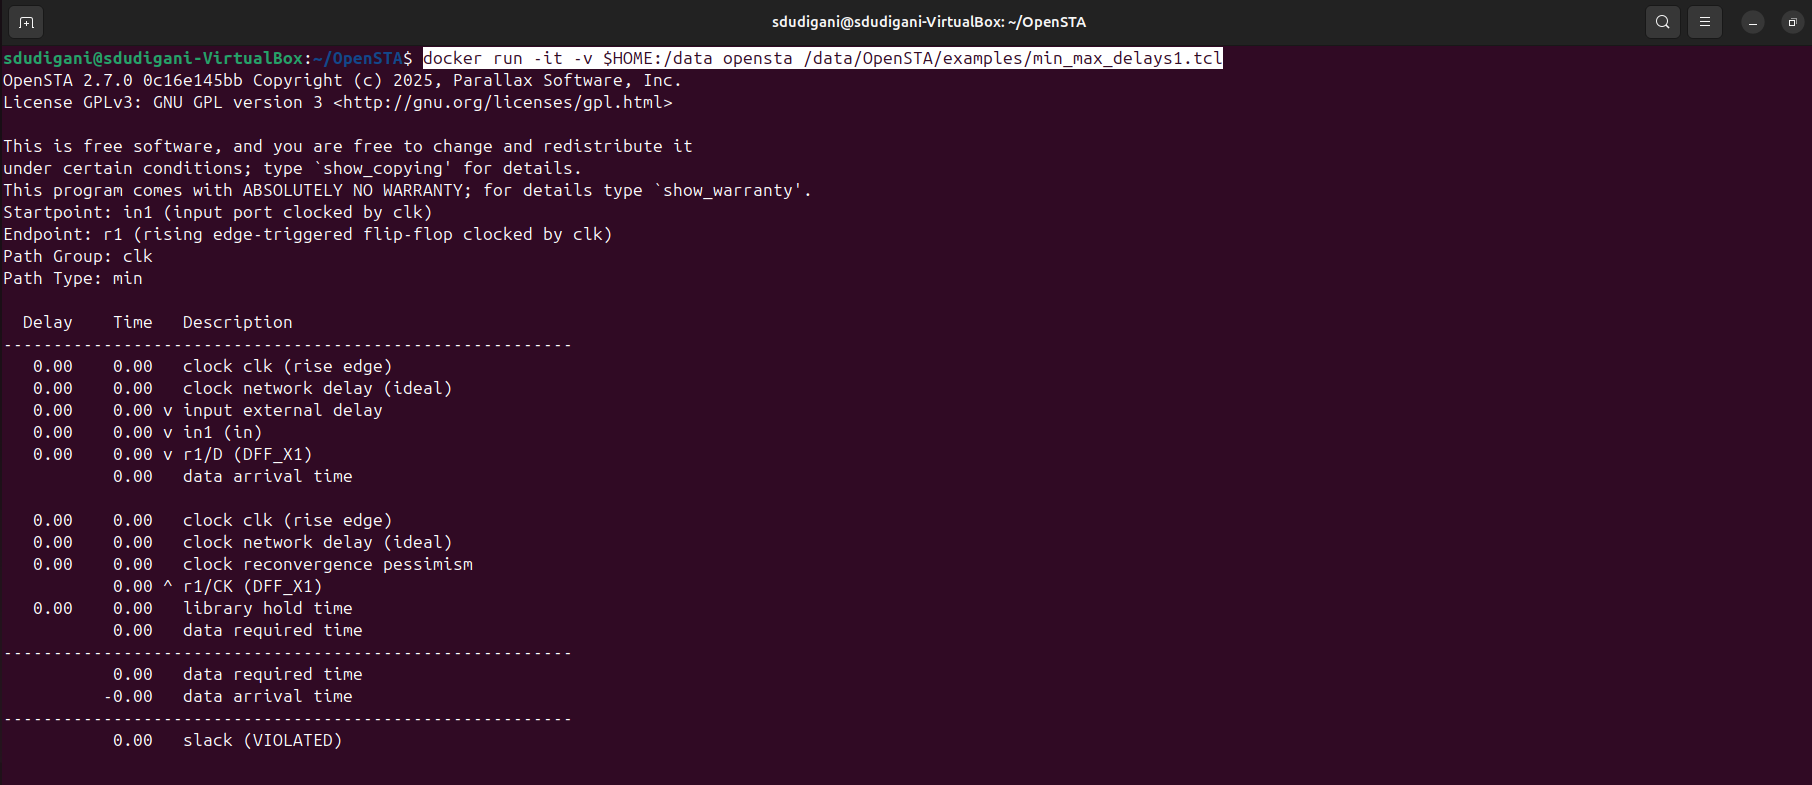 sdudigani@sdudigani-VirtualBox: ~/OpenSTA
sdudigani@sdudigani-VirtualBox:~/OpenSTA$ docker run -it -v $HOME:/data opensta /data/OpenSTA/examples/min_max_delays1.tcl
OpenSTA 2.7.0 0c16e145bb Copyright (c) 2025, Parallax Software, Inc.
License GPLv3: GNU GPL version 3 <http://gnu.org/licenses/gpl.html>

This is free software, and you are free to change and redistribute it
under certain conditions; type `show_copying' for details.
This program comes with ABSOLUTELY NO WARRANTY; for details type `show_warranty'.
Startpoint: in1 (input port clocked by clk)
Endpoint: r1 (rising edge-triggered flip-flop clocked by clk)
Path Group: clk
Path Type: min

  Delay    Time   Description
---------------------------------------------------------
   0.00    0.00   clock clk (rise edge)
   0.00    0.00   clock network delay (ideal)
   0.00    0.00 v input external delay
   0.00    0.00 v in1 (in)
   0.00    0.00 v r1/D (DFF_X1)
           0.00   data arrival time

   0.00    0.00   clock clk (rise edge)
   0.00    0.00   clock network delay (ideal)
   0.00    0.00   clock reconvergence pessimism
           0.00 ^ r1/CK (DFF_X1)
   0.00    0.00   library hold time
           0.00   data required time
---------------------------------------------------------
           0.00   data required time
          -0.00   data arrival time
---------------------------------------------------------
           0.00   slack (VIOLATED)